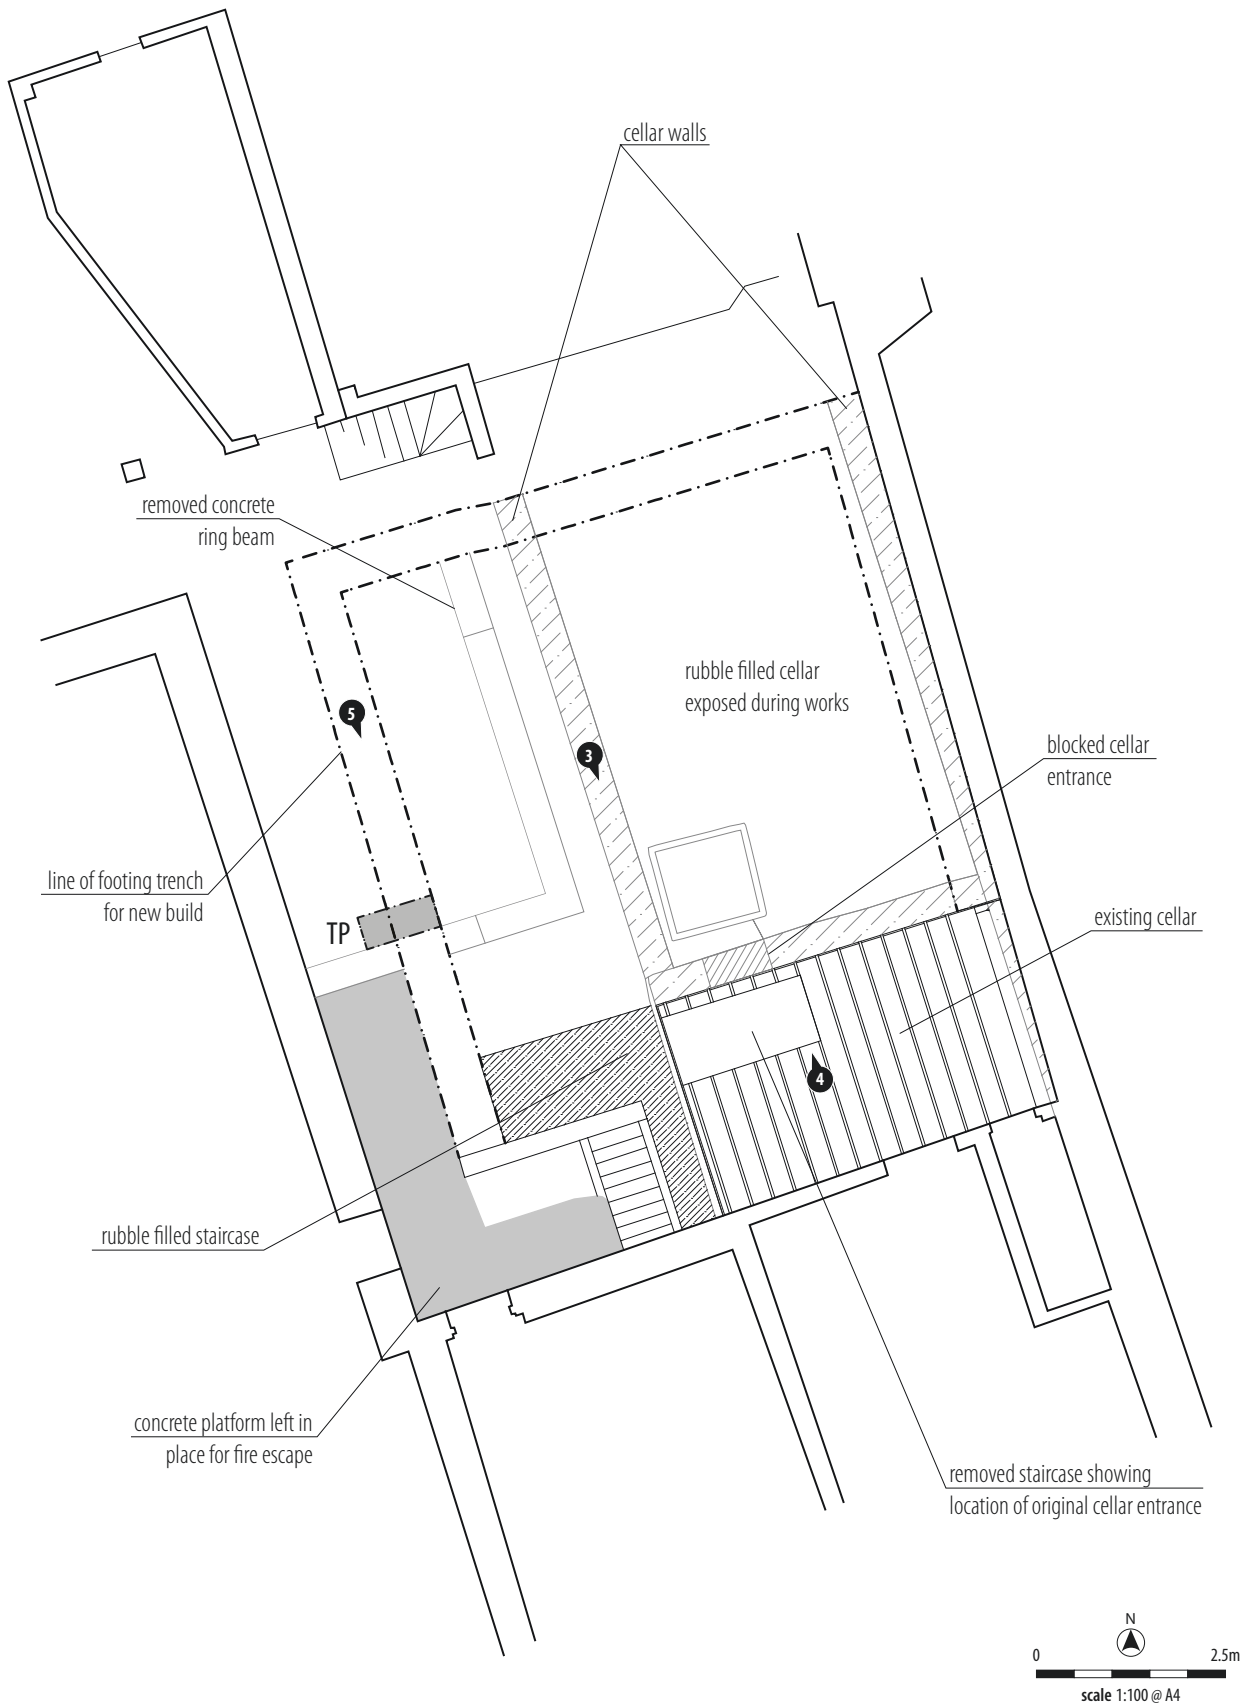 cellar walls
removed concrete
ring beam
rubble filled cellar
exposed during works
5
3
blocked cellar
entrance
line of footing trench
for new build
TP
existing cellar
4
rubble filled staircase
concrete platform left in
place for fire escape
removed staircase showing
location of original cellar entrance
N
0 2.5m
scale 1:100 @ A4